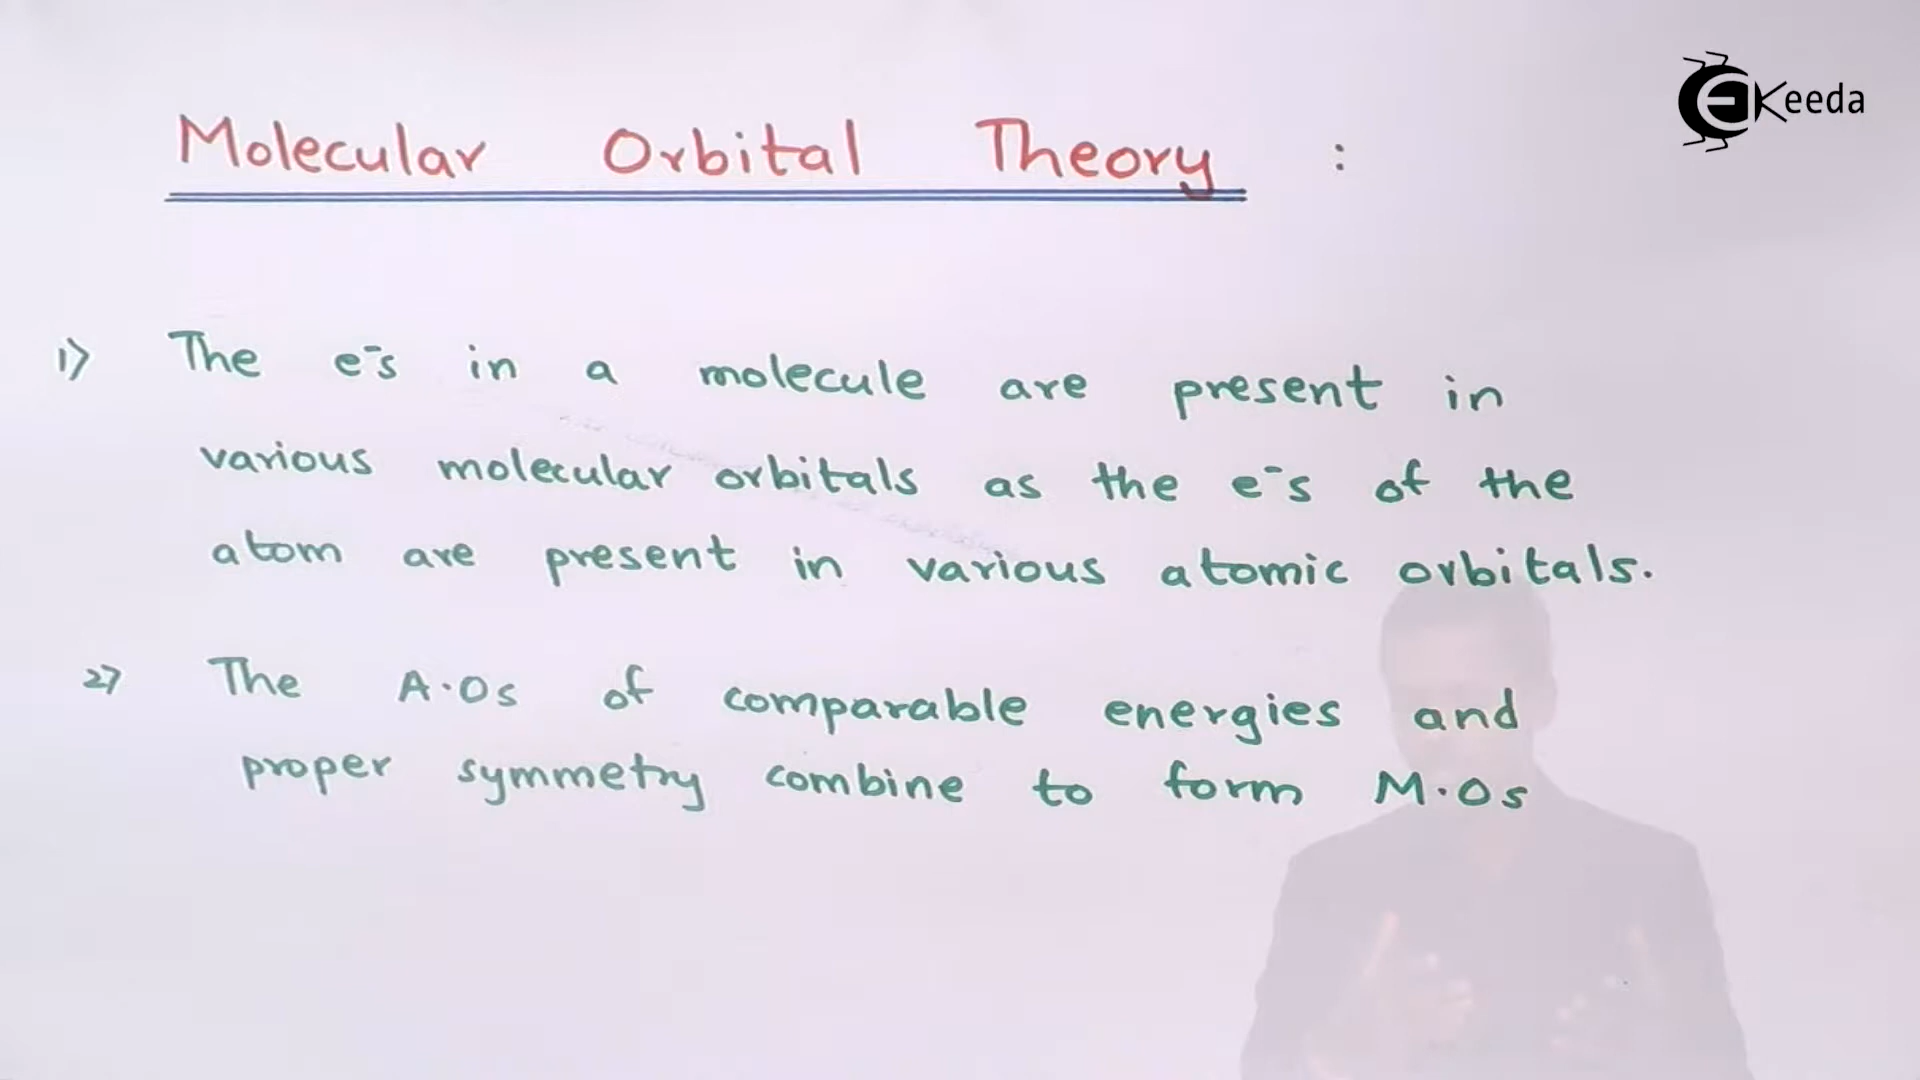 EKeeda
Molecular Orbital Theory :
1) The e⁻s in a molecule are present in
various molecular orbitals as the e⁻s of the
atom are present in various atomic orbitals.
2) The A.Os of comparable energies and
proper symmetry combine to form M.Os